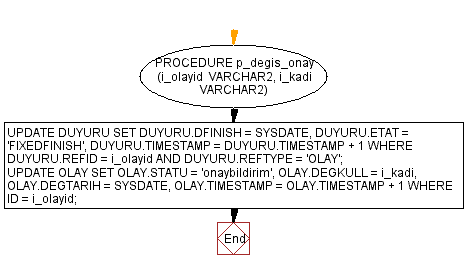 PROCEDURE p_degis_onay
(i_olayid VARCHAR2, i_kadi
VARCHAR2)
UPDATE DUYURU SET DUYURU.DFINISH = SYSDATE, DUYURU.ETAT =
'FIXEDFINISH', DUYURU.TIMESTAMP = DUYURU.TIMESTAMP + 1 WHERE
DUYURU.REFID = i_olayid AND DUYURU.REFTYPE = 'OLAY';
UPDATE OLAY SET OLAY.STATU = 'onaybildirim', OLAY.DEGKULL = i_kadi,
OLAY.DEGTARIH = SYSDATE, OLAY.TIMESTAMP = OLAY.TIMESTAMP + 1 WHERE
ID = i_olayid;
End